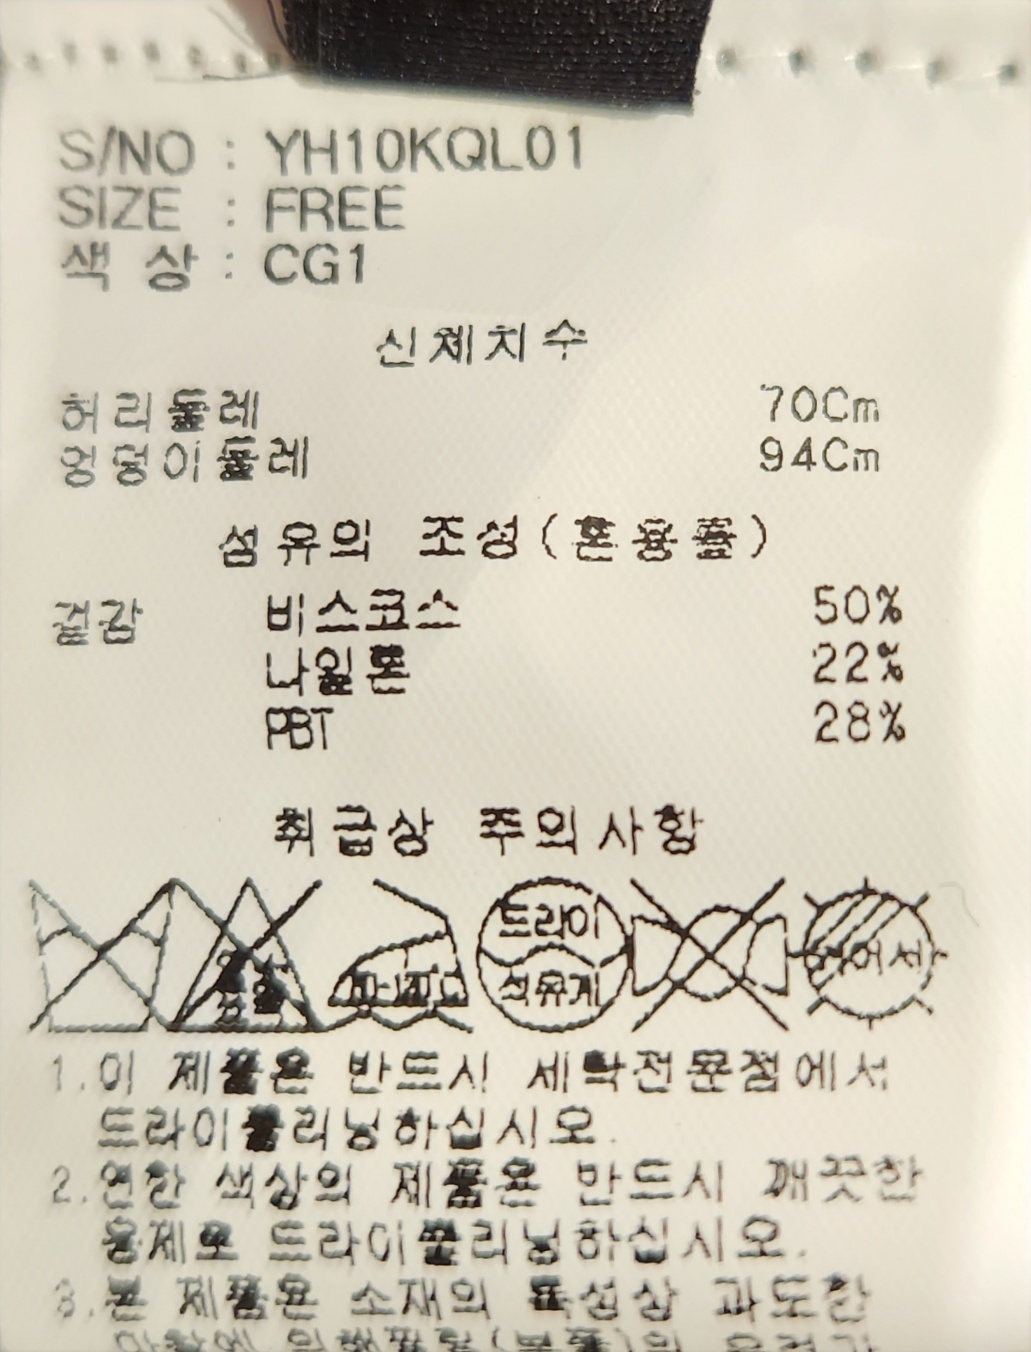 S/NO : YH10KQL01
SIZE : FREE
색 상 : CG1
신체치수
허리둘레 70Cm
엉덩이둘레 94Cm
섬유의 조성(혼용률)
겉감 비스코스 50%
나일론 22%
PBT 28%
취급상 주의사항
드라이
석유계
뉘어서
1.이 제품은 반드시 세탁전문점에서
드라이클리닝하십시오.
2.연한 색상의 제품은 반드시 깨끗한
용제로 드라이클리닝하십시오.
3.본 제품은 소재의 특성상 과도한